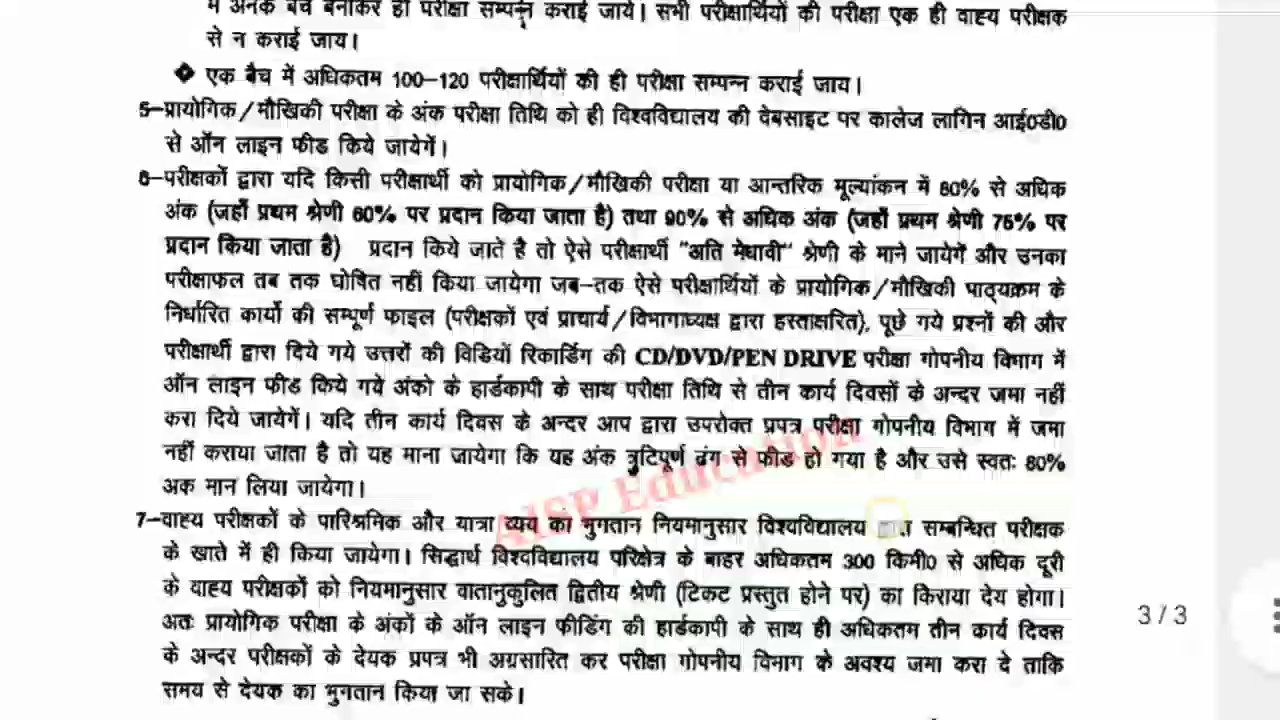 में अनेक बैच बनाकर ही परीक्षा सम्पन्न कराई जाये। सभी परीक्षार्थियों की परीक्षा एक ही वाह्य परीक्षक
से न कराई जाय।
❖ एक बैच में अधिकतम 100–120 परीक्षार्थियों की ही परीक्षा सम्पन्न कराई जाय।
5–प्रायोगिक/मौखिकी परीक्षा के अंक परीक्षा तिथि को ही विश्वविद्यालय की वेबसाइट पर कालेज लागिन आई०डी०
से ऑन लाइन फीड किये जायेगें।
6–परीक्षकों द्वारा यदि किसी परीक्षार्थी को प्रायोगिक/मौखिकी परीक्षा या आन्तरिक मूल्यांकन में 80% से अधिक
अंक (जहाँ प्रथम श्रेणी 60% पर प्रदान किया जाता है) तथा 90% से अधिक अंक (जहाँ प्रथम श्रेणी 75% पर
प्रदान किया जाता है) प्रदान किये जाते है तो ऐसे परीक्षार्थी "अति मेधावी" श्रेणी के माने जायेगें और उनका
परीक्षाफल तब तक घोषित नहीं किया जायेगा जब–तक ऐसे परीक्षार्थियों के प्रायोगिक/मौखिकी पाठ्यक्रम के
निर्धारित कार्यो की सम्पूर्ण फाइल (परीक्षकों एवं प्राचार्य/विभागाध्यक्ष द्वारा हस्ताक्षरित), पूछे गये प्रश्नों की और
परीक्षार्थी द्वारा दिये गये उत्तरों की विडियों रिकार्डिंग की CD/DVD/PEN DRIVE परीक्षा गोपनीय विभाग में
ऑन लाइन फीड किये गये अंको के हार्डकापी के साथ परीक्षा तिथि से तीन कार्य दिवसों के अन्दर जमा नहीं
करा दिये जायेगें। यदि तीन कार्य दिवस के अन्दर आप द्वारा उपरोक्त प्रपत्र परीक्षा गोपनीय विभाग में जमा
नहीं कराया जाता है तो यह माना जायेगा कि यह अंक त्रुटिपूर्ण ढंग से फीड हो गया है और उसे स्वतः 80%
अक मान लिया जायेगा।
AISP Education
7–वाह्य परीक्षकों के पारिश्रमिक और यात्रा व्यय का भुगतान नियमानुसार विश्वविद्यालय सम्बन्धित परीक्षक
के खाते में ही किया जायेगा। सिद्धार्थ विश्वविद्यालय परिक्षेत्र के बाहर अधिकतम 300 किमी० से अधिक दूरी
के वाह्य परीक्षकों को नियमानुसार वातानुकुलित द्वितीय श्रेणी (टिकट प्रस्तुत होने पर) का किराया देय होगा।
अतः प्रायोगिक परीक्षा के अंकों के ऑन लाइन फीडिंग की हार्डकापी के साथ ही अधिकतम तीन कार्य दिवस
के अन्दर परीक्षकों के देयक प्रपत्र भी अग्रसारित कर परीक्षा गोपनीय विभाग के अवश्य जमा करा दे ताकि
समय से देयक का भुगतान किया जा सके।
3 / 3